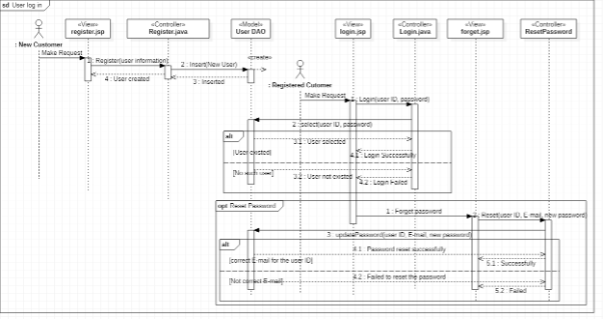 sd User log in
«View»
register.jsp
«Controller»
Register.java
«Model»
User DAO
«View»
login.jsp
«Controller»
Login.java
«View»
forget.jsp
«Controller»
ResetPassword
: New Customer
Make Request
1: Register(user information)
2 : Insert(New User)
«create»
3 : Inserted
4 : User created
: Registered Cutomer
Make Request
1 : Login(user ID, password)
2 : select(user ID, password)
alt
3.1 : User selected
[User existed]
4.1 : Login Successfully
[No such user]
3.2 : User not existed
4.2 : Login Failed
opt Reset Password
1 : Forget password
2 : Reset(user ID, E-mail, new password)
3 : updatePassword(user ID, E-mail, new password)
alt
4.1 : Password reset successfully
[correct E-mail for the user ID]
5.1 : Successfully
4.2 : Failed to reset the password
[Not correct E-mail]
5.2 : Failed